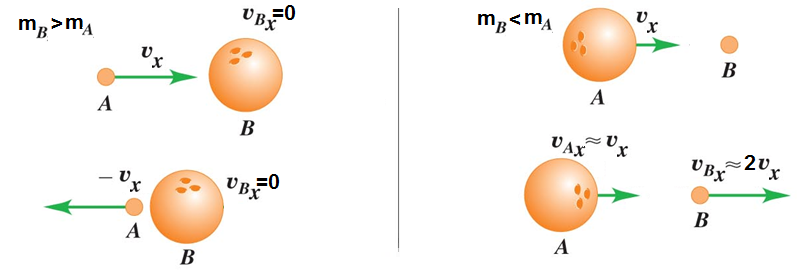 m_B>m_A
v_Bx=0
v_x
A
B
-v_x
v_Bx=0
A
B
m_B<m_A
v_x
A
B
v_Ax≈v_x
v_Bx≈2v_x
A
B